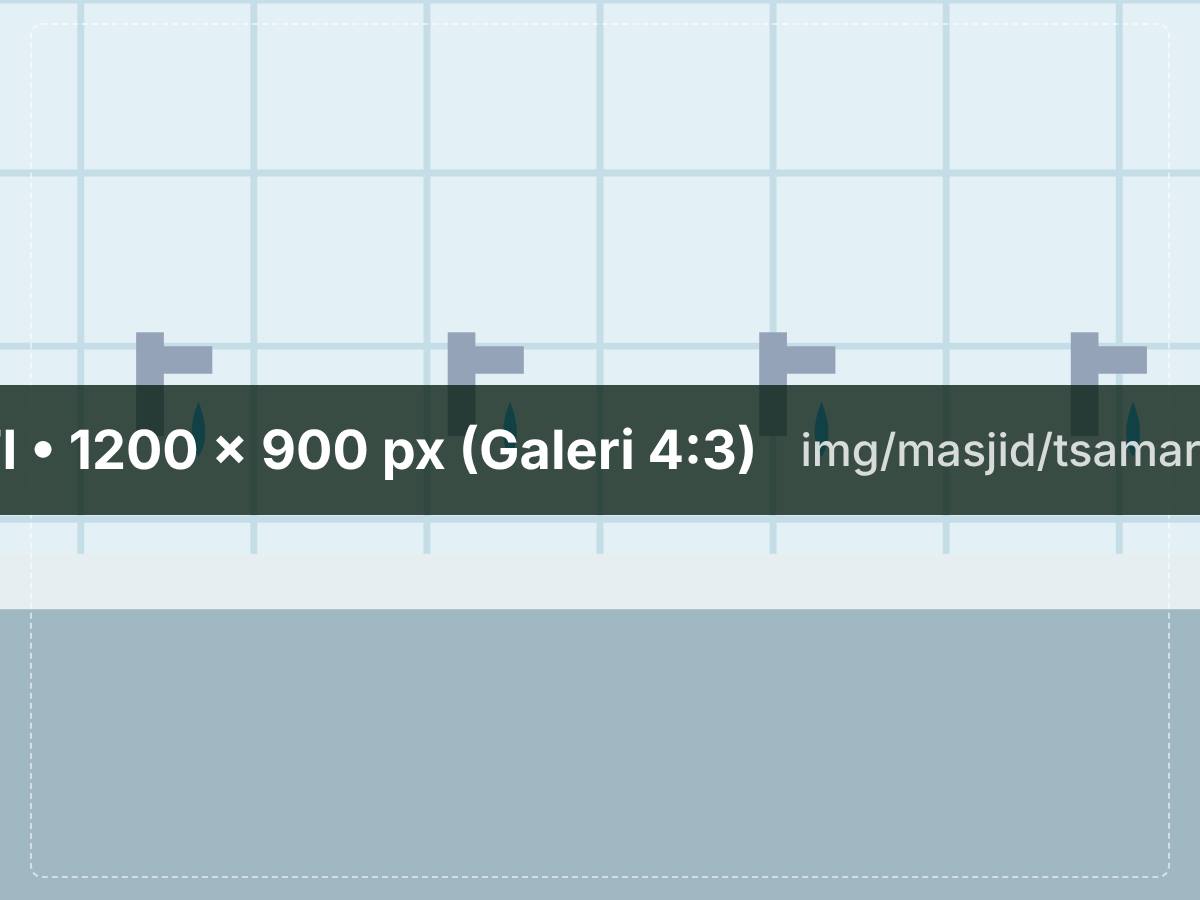 • 1200 × 900 px (Galeri 4:3) img/masjid/tsamar